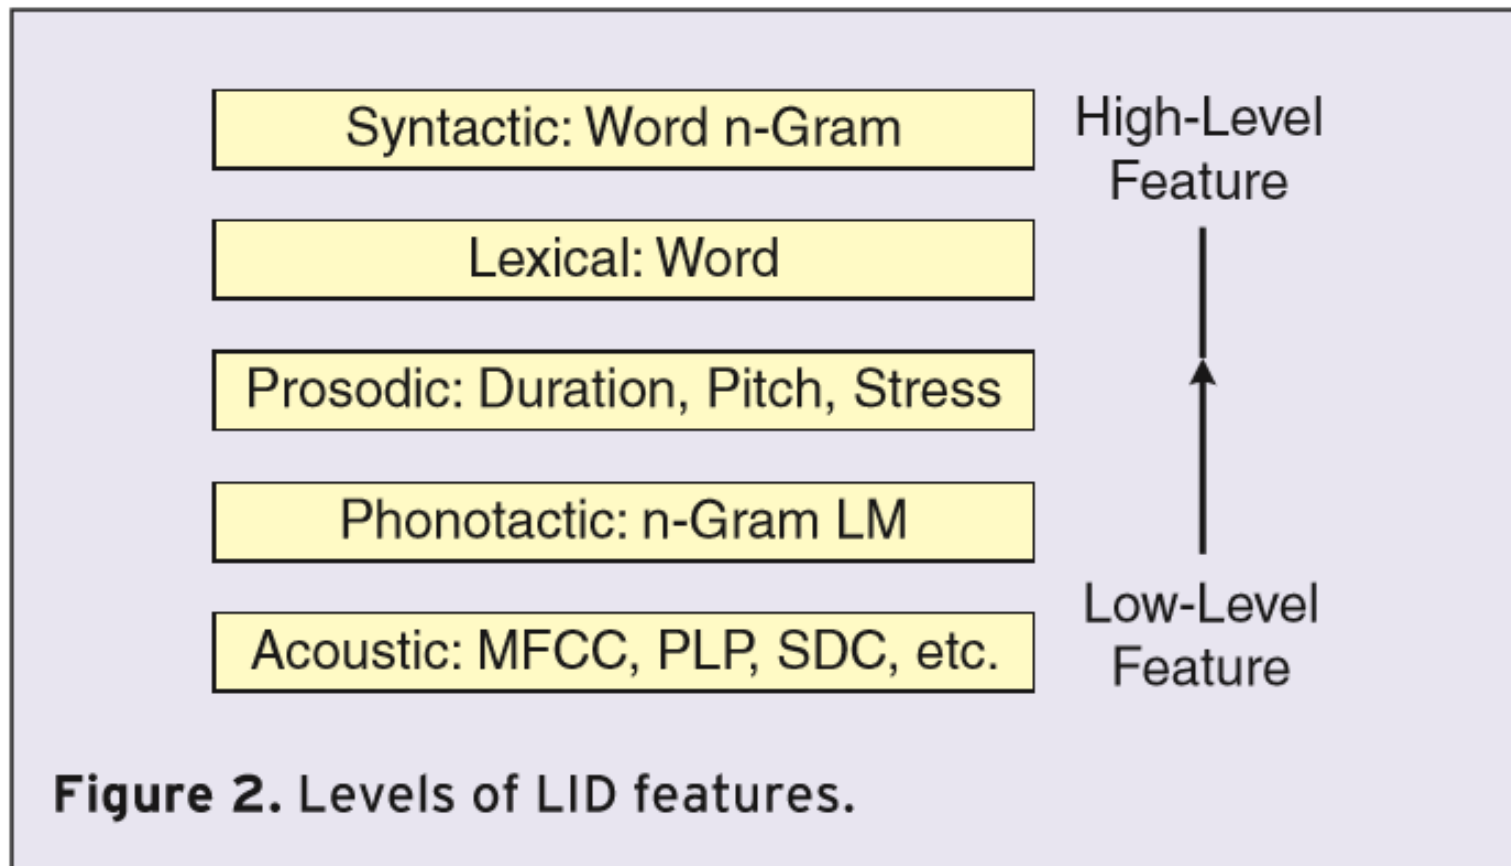 Syntactic: Word n-Gram
High-Level
Feature
Lexical: Word
Prosodic: Duration, Pitch, Stress
Phonotactic: n-Gram LM
Acoustic: MFCC, PLP, SDC, etc.
Low-Level
Feature
Figure 2. Levels of LID features.